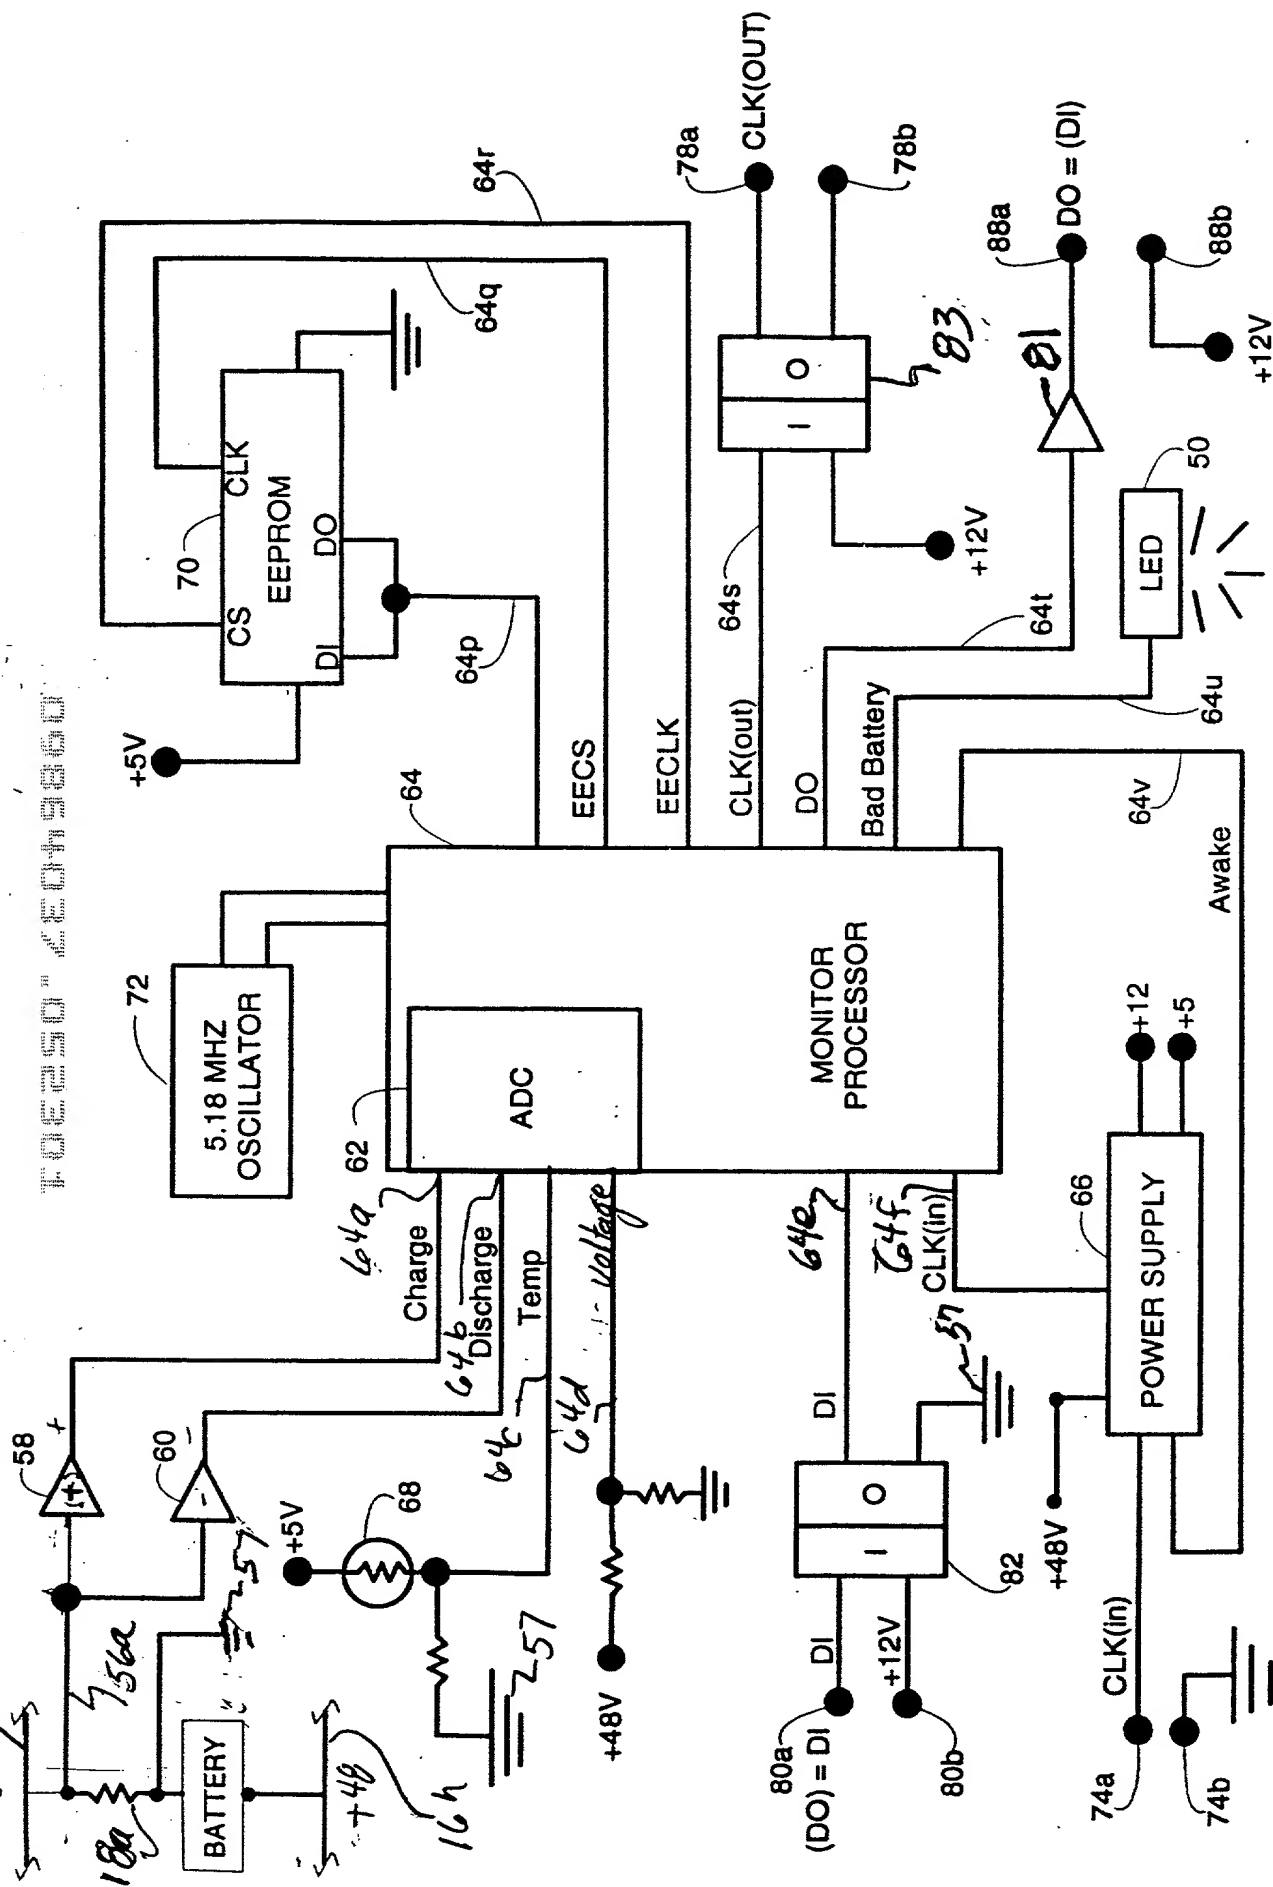 18a
BATTERY
+48
16h
56a
57
58
+
(+)
60
-
-
+5V
68
57
+48V
64a
Charge
64b
Discharge
64c
Temp
64d
Voltage
72
5.18 MHZ
OSCILLATOR
62
ADC
64
MONITOR
PROCESSOR
+5V
70
CS
CLK
EEPROM
DI
DO
64p
64q
64r
EECS
EECLK
CLK(out)
64s
I
O
83
+12V
78a
CLK(OUT)
78b
DO
64t
81
88a
DO = (DI)
88b
+12V
Bad Battery
64u
LED
50
64v
Awake
80a
(DO) = DI
DI
+12V
80b
I
O
82
DI
64e
57
64f
CLK(in)
+48V
66
POWER SUPPLY
+12
+5
CLK(in)
74a
74b